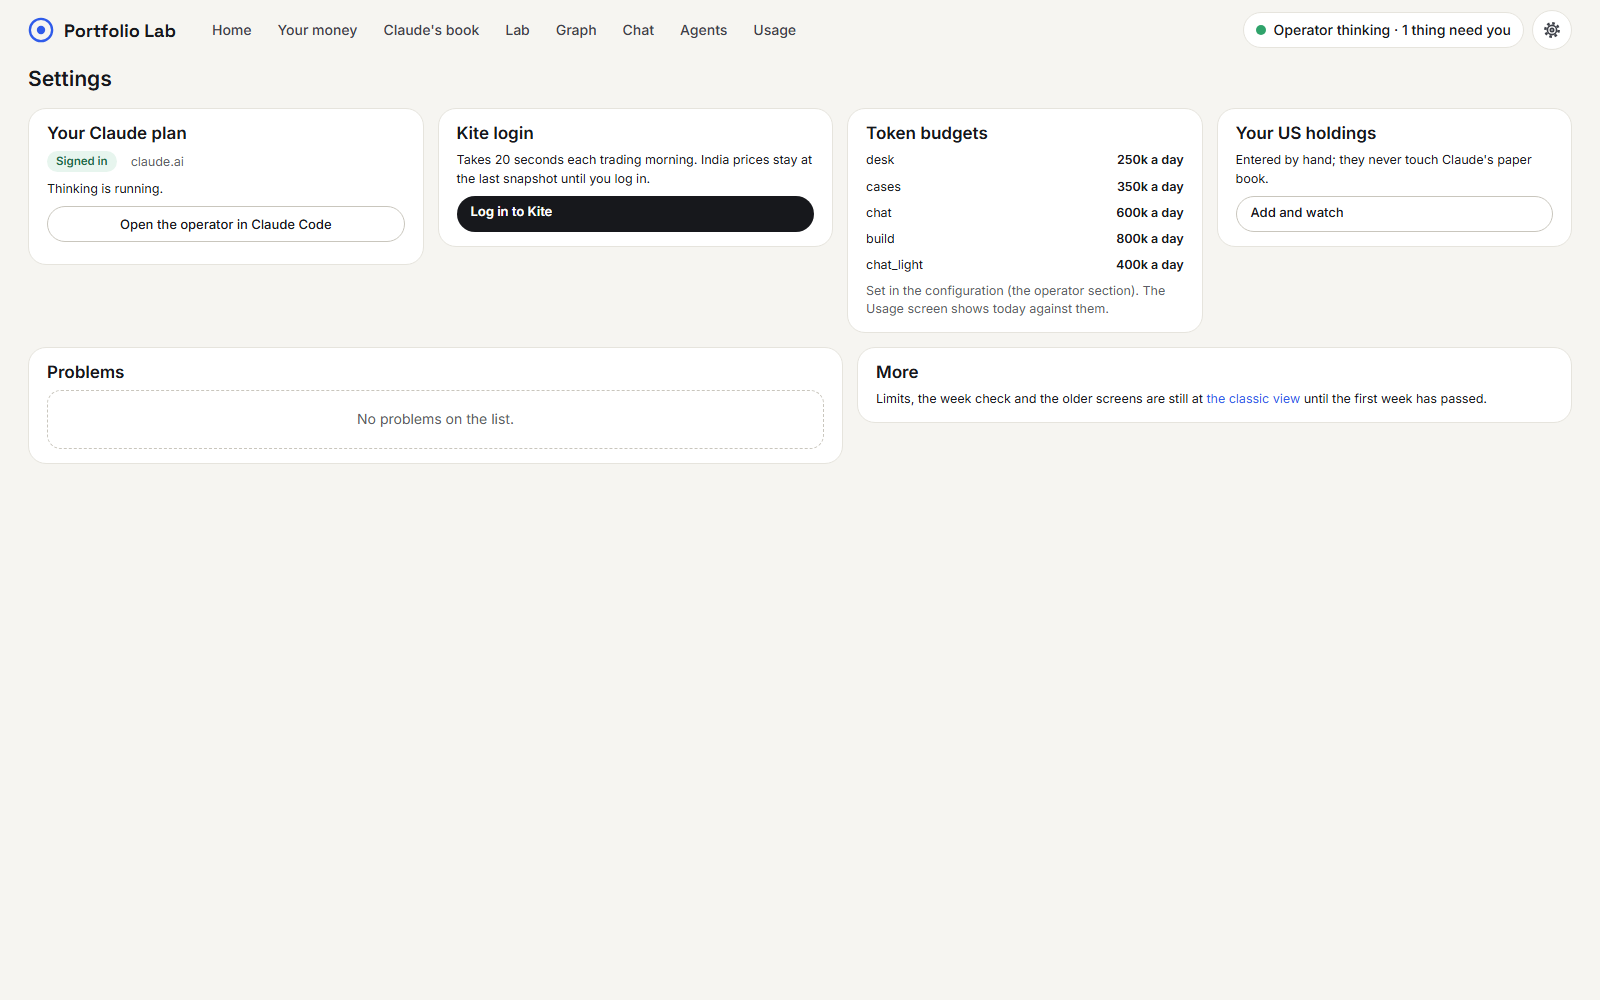 Portfolio Lab
Home
Your money
Claude's book
Lab
Graph
Chat
Agents
Usage
Operator thinking · 1 thing need you
Settings
Your Claude plan
Signed in
claude.ai
Thinking is running.
Open the operator in Claude Code
Kite login
Takes 20 seconds each trading morning. India prices stay at
the last snapshot until you log in.
Log in to Kite
Token budgets
desk 250k a day
cases 350k a day
chat 600k a day
build 800k a day
chat_light 400k a day
Set in the configuration (the operator section). The
Usage screen shows today against them.
Your US holdings
Entered by hand; they never touch Claude's paper
book.
Add and watch
Problems
No problems on the list.
More
Limits, the week check and the older screens are still at the classic view until the first week has passed.